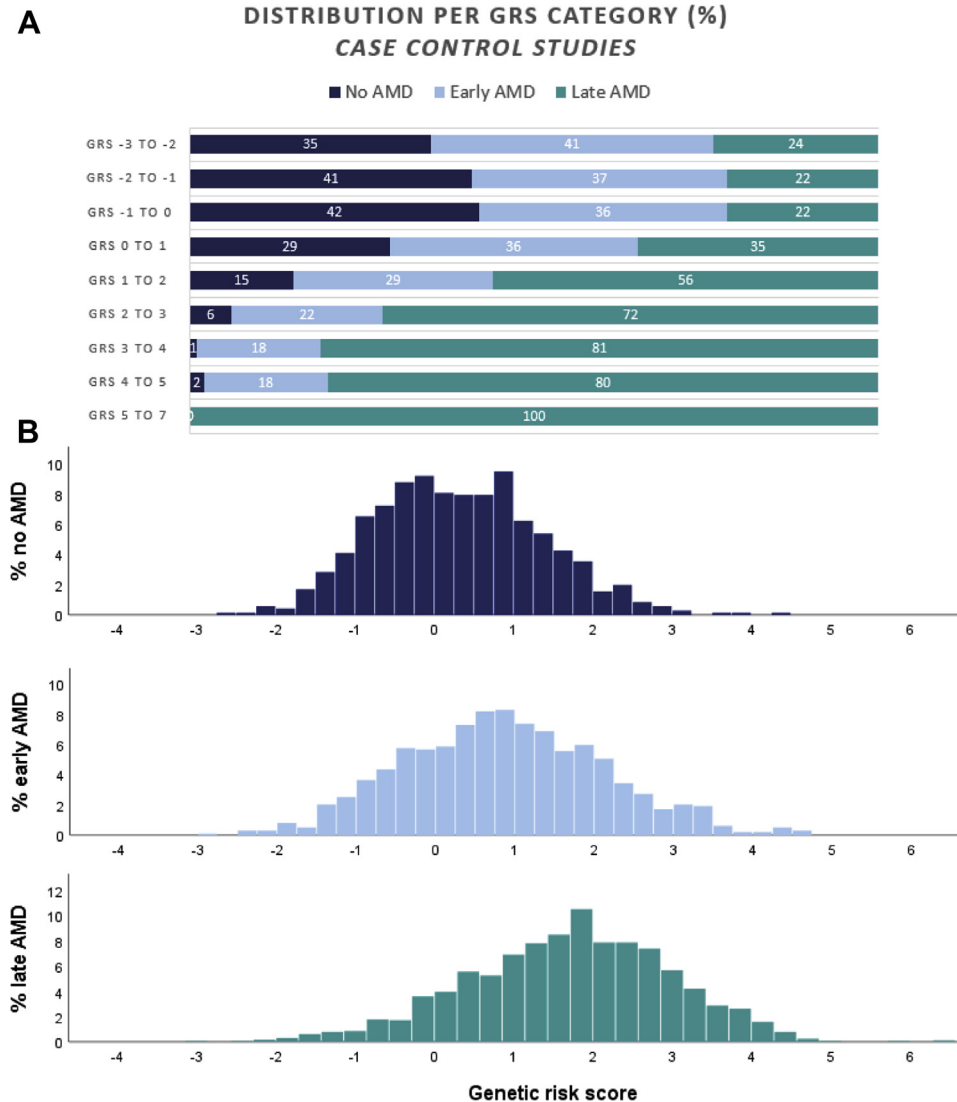 A
DISTRIBUTION PER GRS CATEGORY (%)
CASE CONTROL STUDIES
No AMD Early AMD Late AMD
GRS -3 TO -2 35 41 24
GRS -2 TO -1 41 37 22
GRS -1 TO 0 42 36 22
GRS 0 TO 1 29 36 35
GRS 1 TO 2 15 29 56
GRS 2 TO 3 6 22 72
GRS 3 TO 4 1 18 81
GRS 4 TO 5 2 18 80
GRS 5 TO 7 0 100
B
% no AMD
10
8
6
4
2
0
-4 -3 -2 -1 0 1 2 3 4 5 6
% early AMD
10
8
6
4
2
0
-4 -3 -2 -1 0 1 2 3 4 5 6
% late AMD
12
10
8
6
4
2
0
-4 -3 -2 -1 0 1 2 3 4 5 6
Genetic risk score